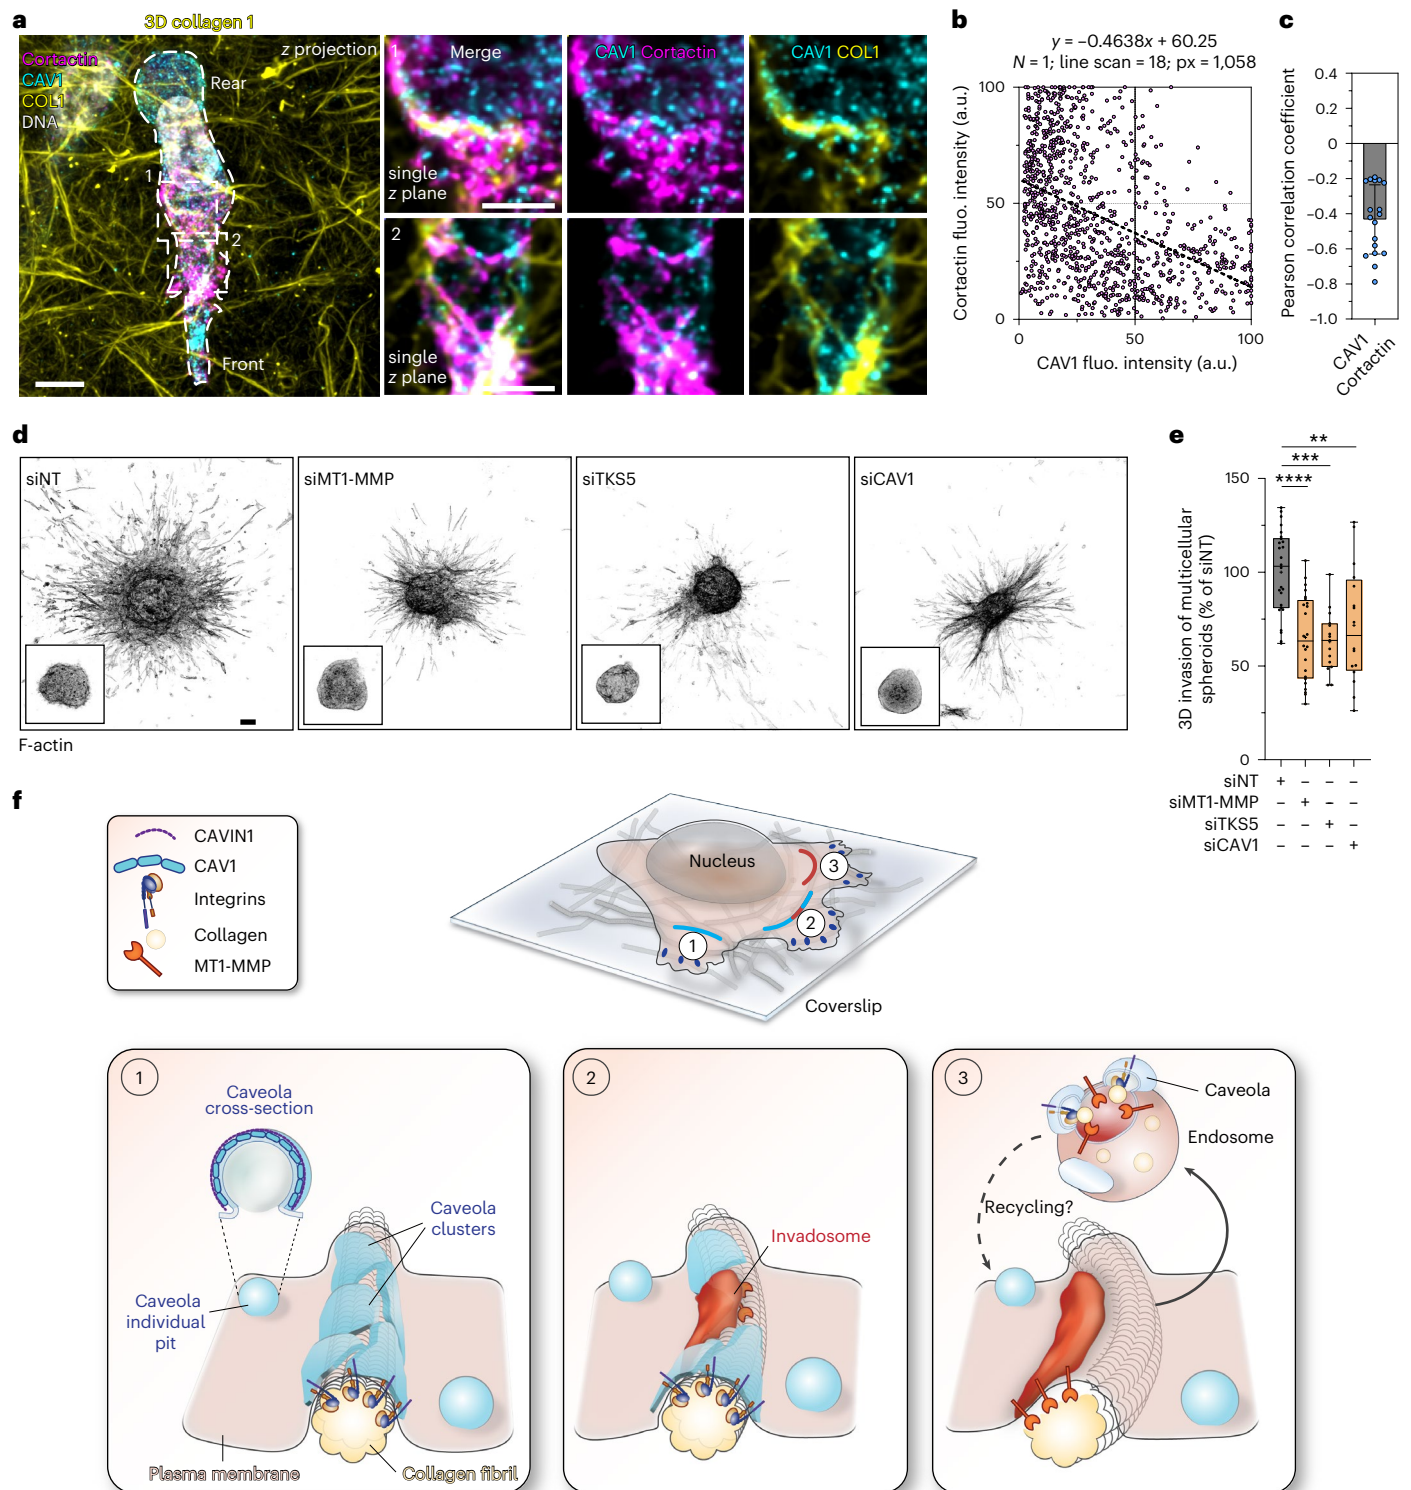 a
3D collagen 1
Cortactin
CAV1
COL1
DNA
z projection
Rear
1
2
Front
1
Merge
single
z plane
CAV1 Cortactin
CAV1 COL1
2
single
z plane
b
y = −0.4638x + 60.25
N = 1; line scan = 18; px = 1,058
Cortactin fluo. intensity (a.u.)
100
50
0
0
50
100
CAV1 fluo. intensity (a.u.)
c
Pearson correlation coefficient
0.4
0.2
0
−0.2
−0.4
−0.6
−0.8
−1.0
CAV1
Cortactin
d
siNT
siMT1-MMP
siTKS5
siCAV1
F-actin
e
**
***
****
3D invasion of multicellular
spheroids (% of siNT)
150
100
50
0
siNT + − − −
siMT1-MMP − + − −
siTKS5 − − + −
siCAV1 − − − +
f
CAVIN1
CAV1
Integrins
Collagen
MT1-MMP
Nucleus
3
2
1
Coverslip
1
Caveola
cross-section
Caveola
clusters
Caveola
individual
pit
Plasma membrane
Collagen fibril
2
Invadosome
3
Caveola
Endosome
Recycling?